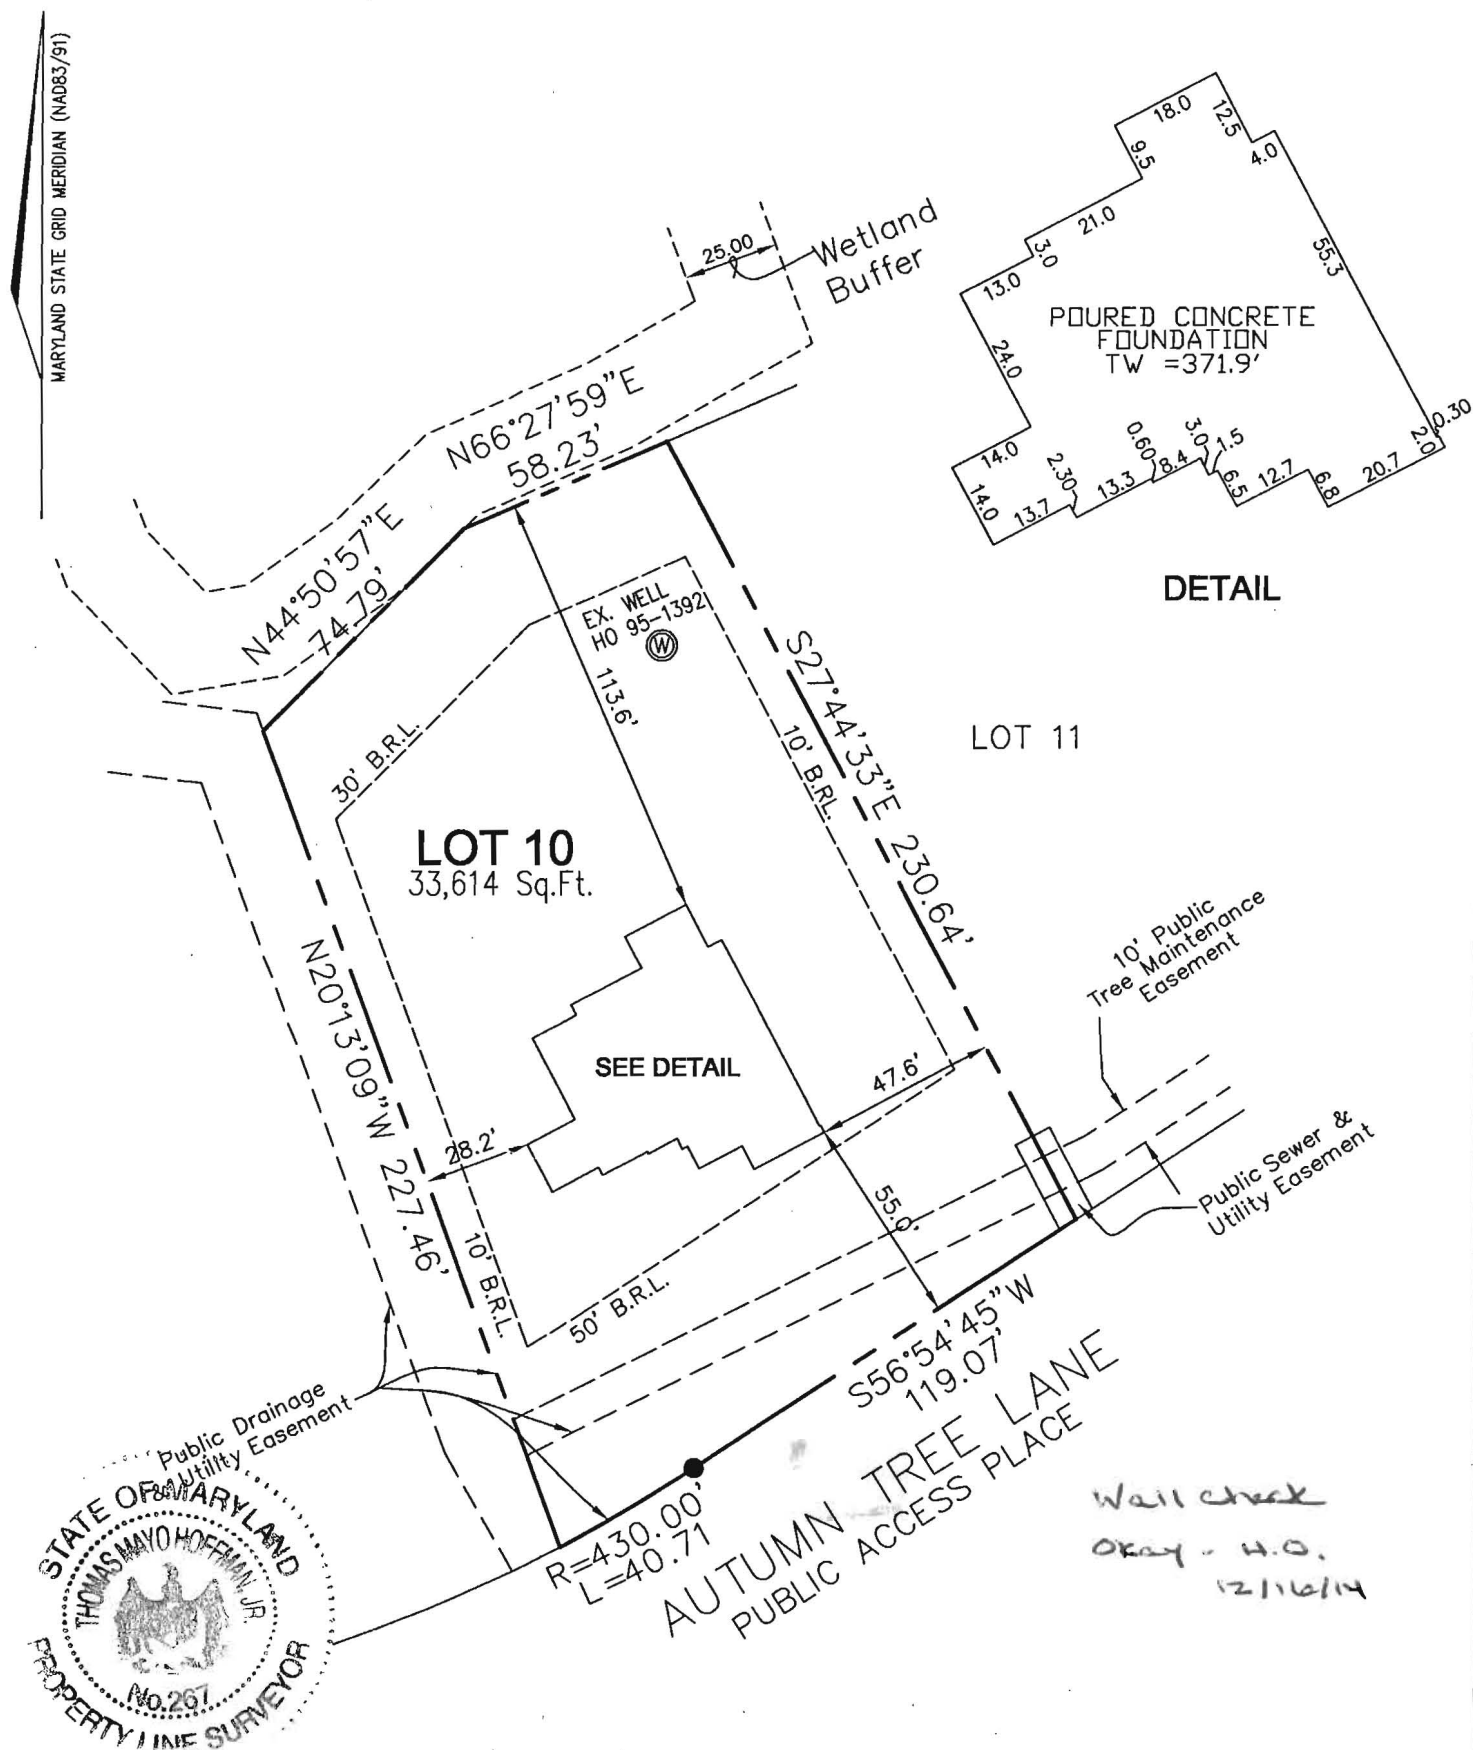 MARYLAND STATE GRID MERIDIAN (NAD83/91)
18.0
12.5
4.0
9.5
21.0
3.0
13.0
55.3
24.0
POURED CONCRETE
FOUNDATION
TW =371.9'
14.0
14.0
13.7
2.30
13.3
0.60
8.4
3.0
1.5
6.5
12.7
6.8
20.7
2.0
0.30
DETAIL
25.00
Wetland
Buffer
N66°27'59"E
58.23'
N44°50'57"E
74.79'
EX. WELL
HO 95-1392
W
113.6'
S27°44'33"E 230.64'
10' B.R.L.
LOT 11
30' B.R.L.
LOT 10
33,614 Sq.Ft.
N20°13'09"W 227.46'
SEE DETAIL
47.6'
28.2'
55.0'
10' Public
Tree Maintenance
Easement
Public Sewer &
Utility Easement
10' B.R.L.
50' B.R.L.
S56°54'45"W
119.07'
Public Drainage
& Utility Easement
R=430.00'
L=40.71
AUTUMN TREE LANE
PUBLIC ACCESS PLACE
STATE OF MARYLAND
THOMAS MAYO HOFFMAN, JR.
No.267
PROPERTY LINE SURVEYOR
Wall check
Okay - H.O.
12/16/14